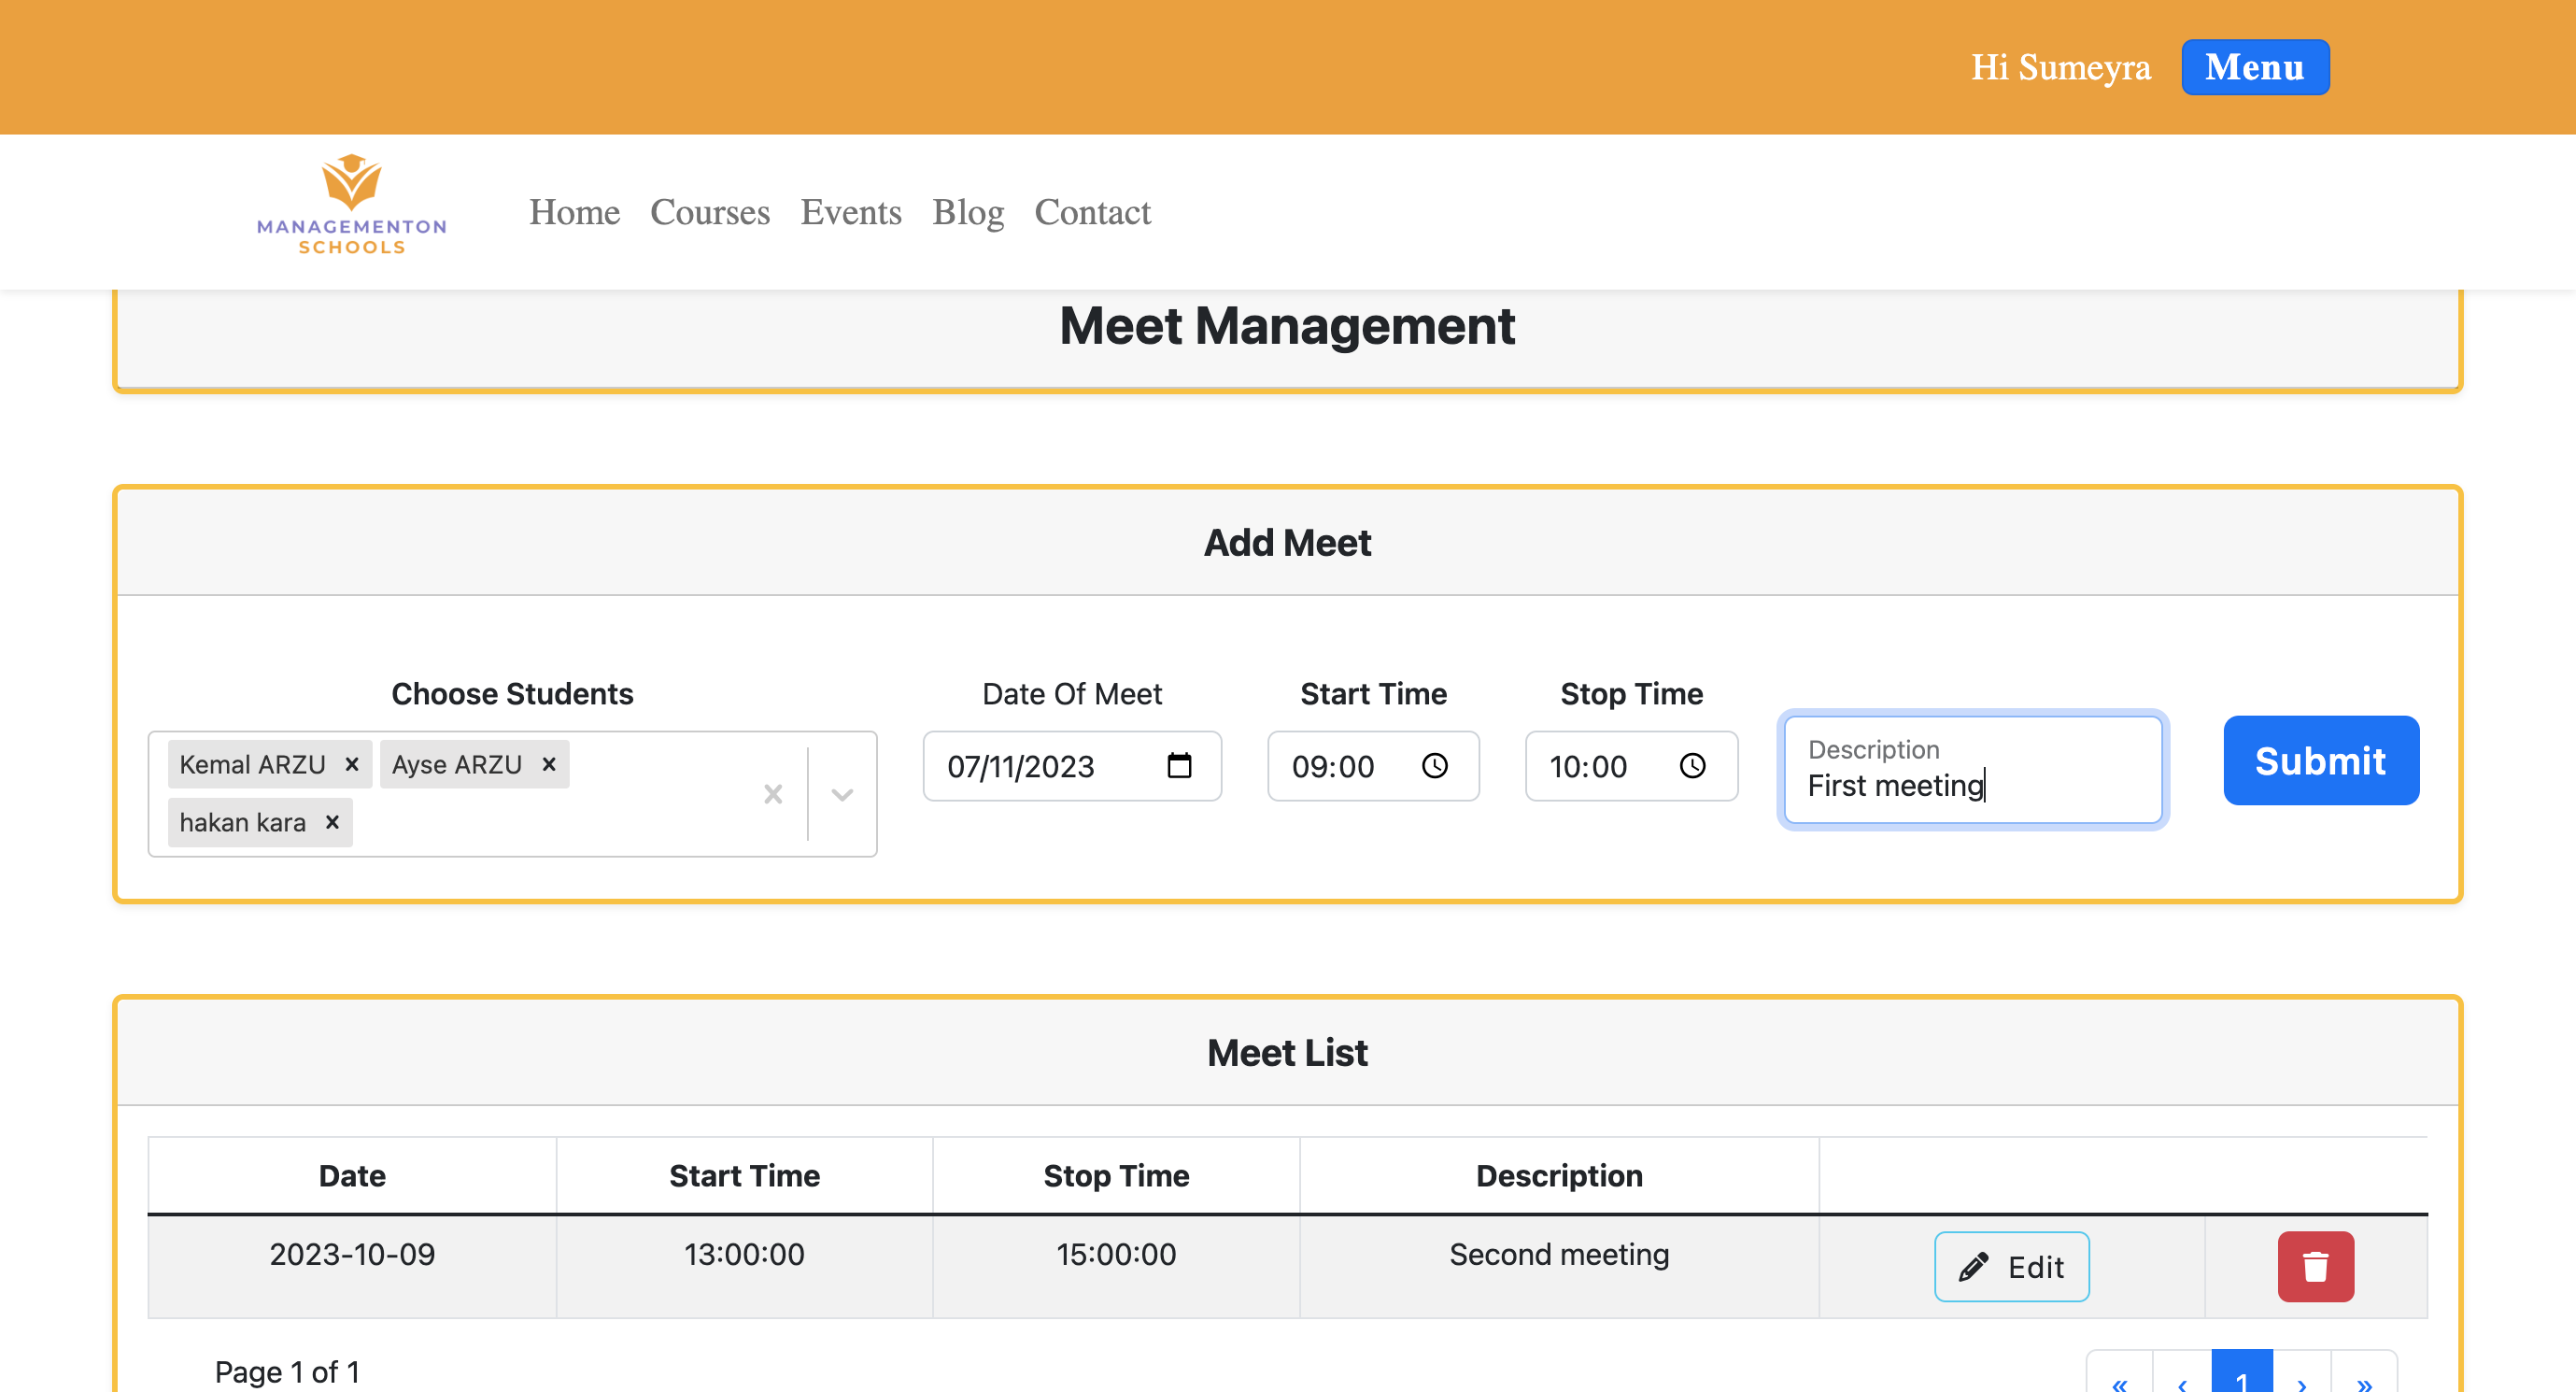 Hi Sumeyra Menu
MANAGEMENTON
SCHOOLS
Home Courses Events Blog Contact
Meet Management
Add Meet
Choose Students Date Of Meet Start Time Stop Time
Kemal ARZU × Ayse ARZU ×
hakan kara ×
07/11/2023 09:00 10:00
Description
First meeting
Submit
Meet List
Date Start Time Stop Time Description
2023-10-09 13:00:00 15:00:00 Second meeting Edit
Page 1 of 1 « ‹ 1 › »